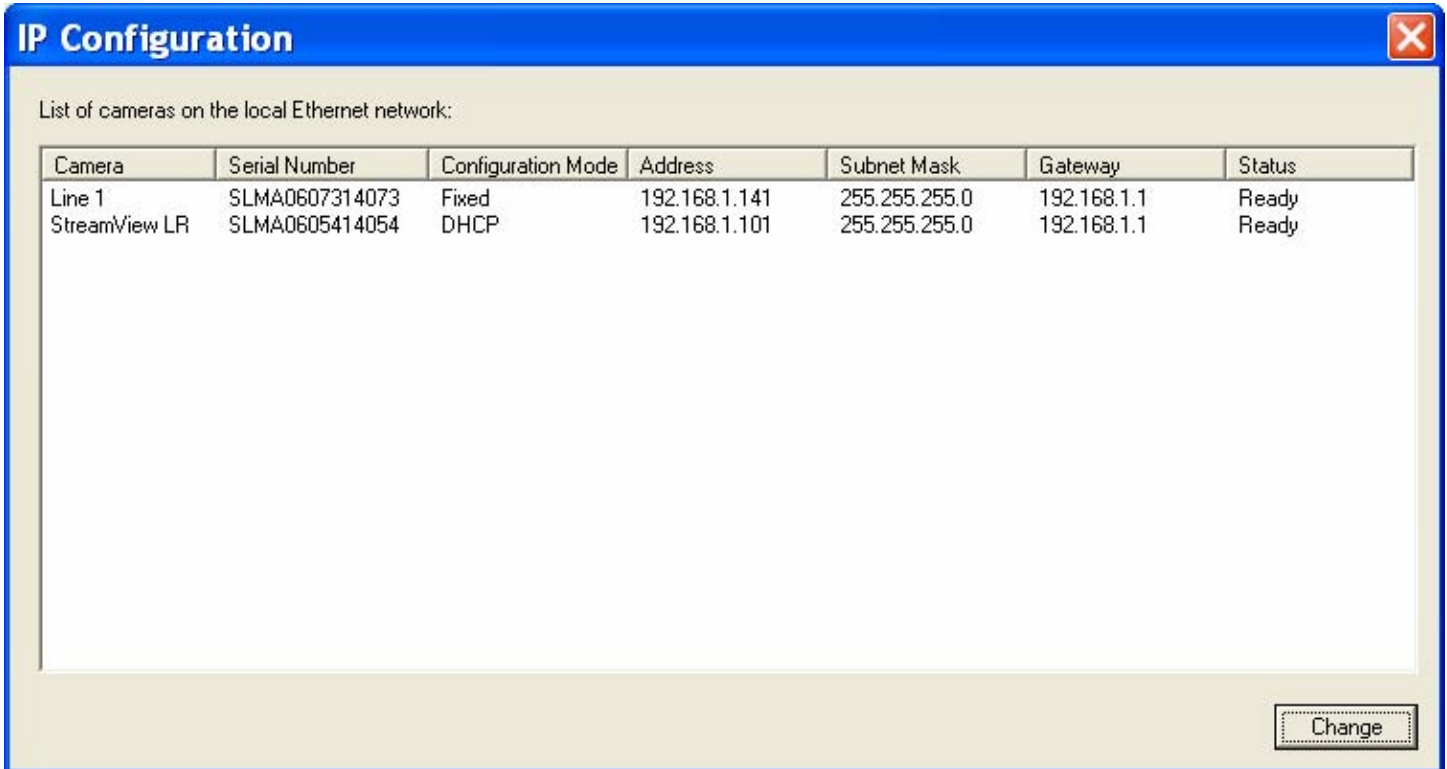 IP Configuration
List of cameras on the local Ethernet network:
Camera Serial Number Configuration Mode Address Subnet Mask Gateway Status
Line 1 SLMA0607314073 Fixed 192.168.1.141 255.255.255.0 192.168.1.1 Ready
StreamView LR SLMA0605414054 DHCP 192.168.1.101 255.255.255.0 192.168.1.1 Ready
Change